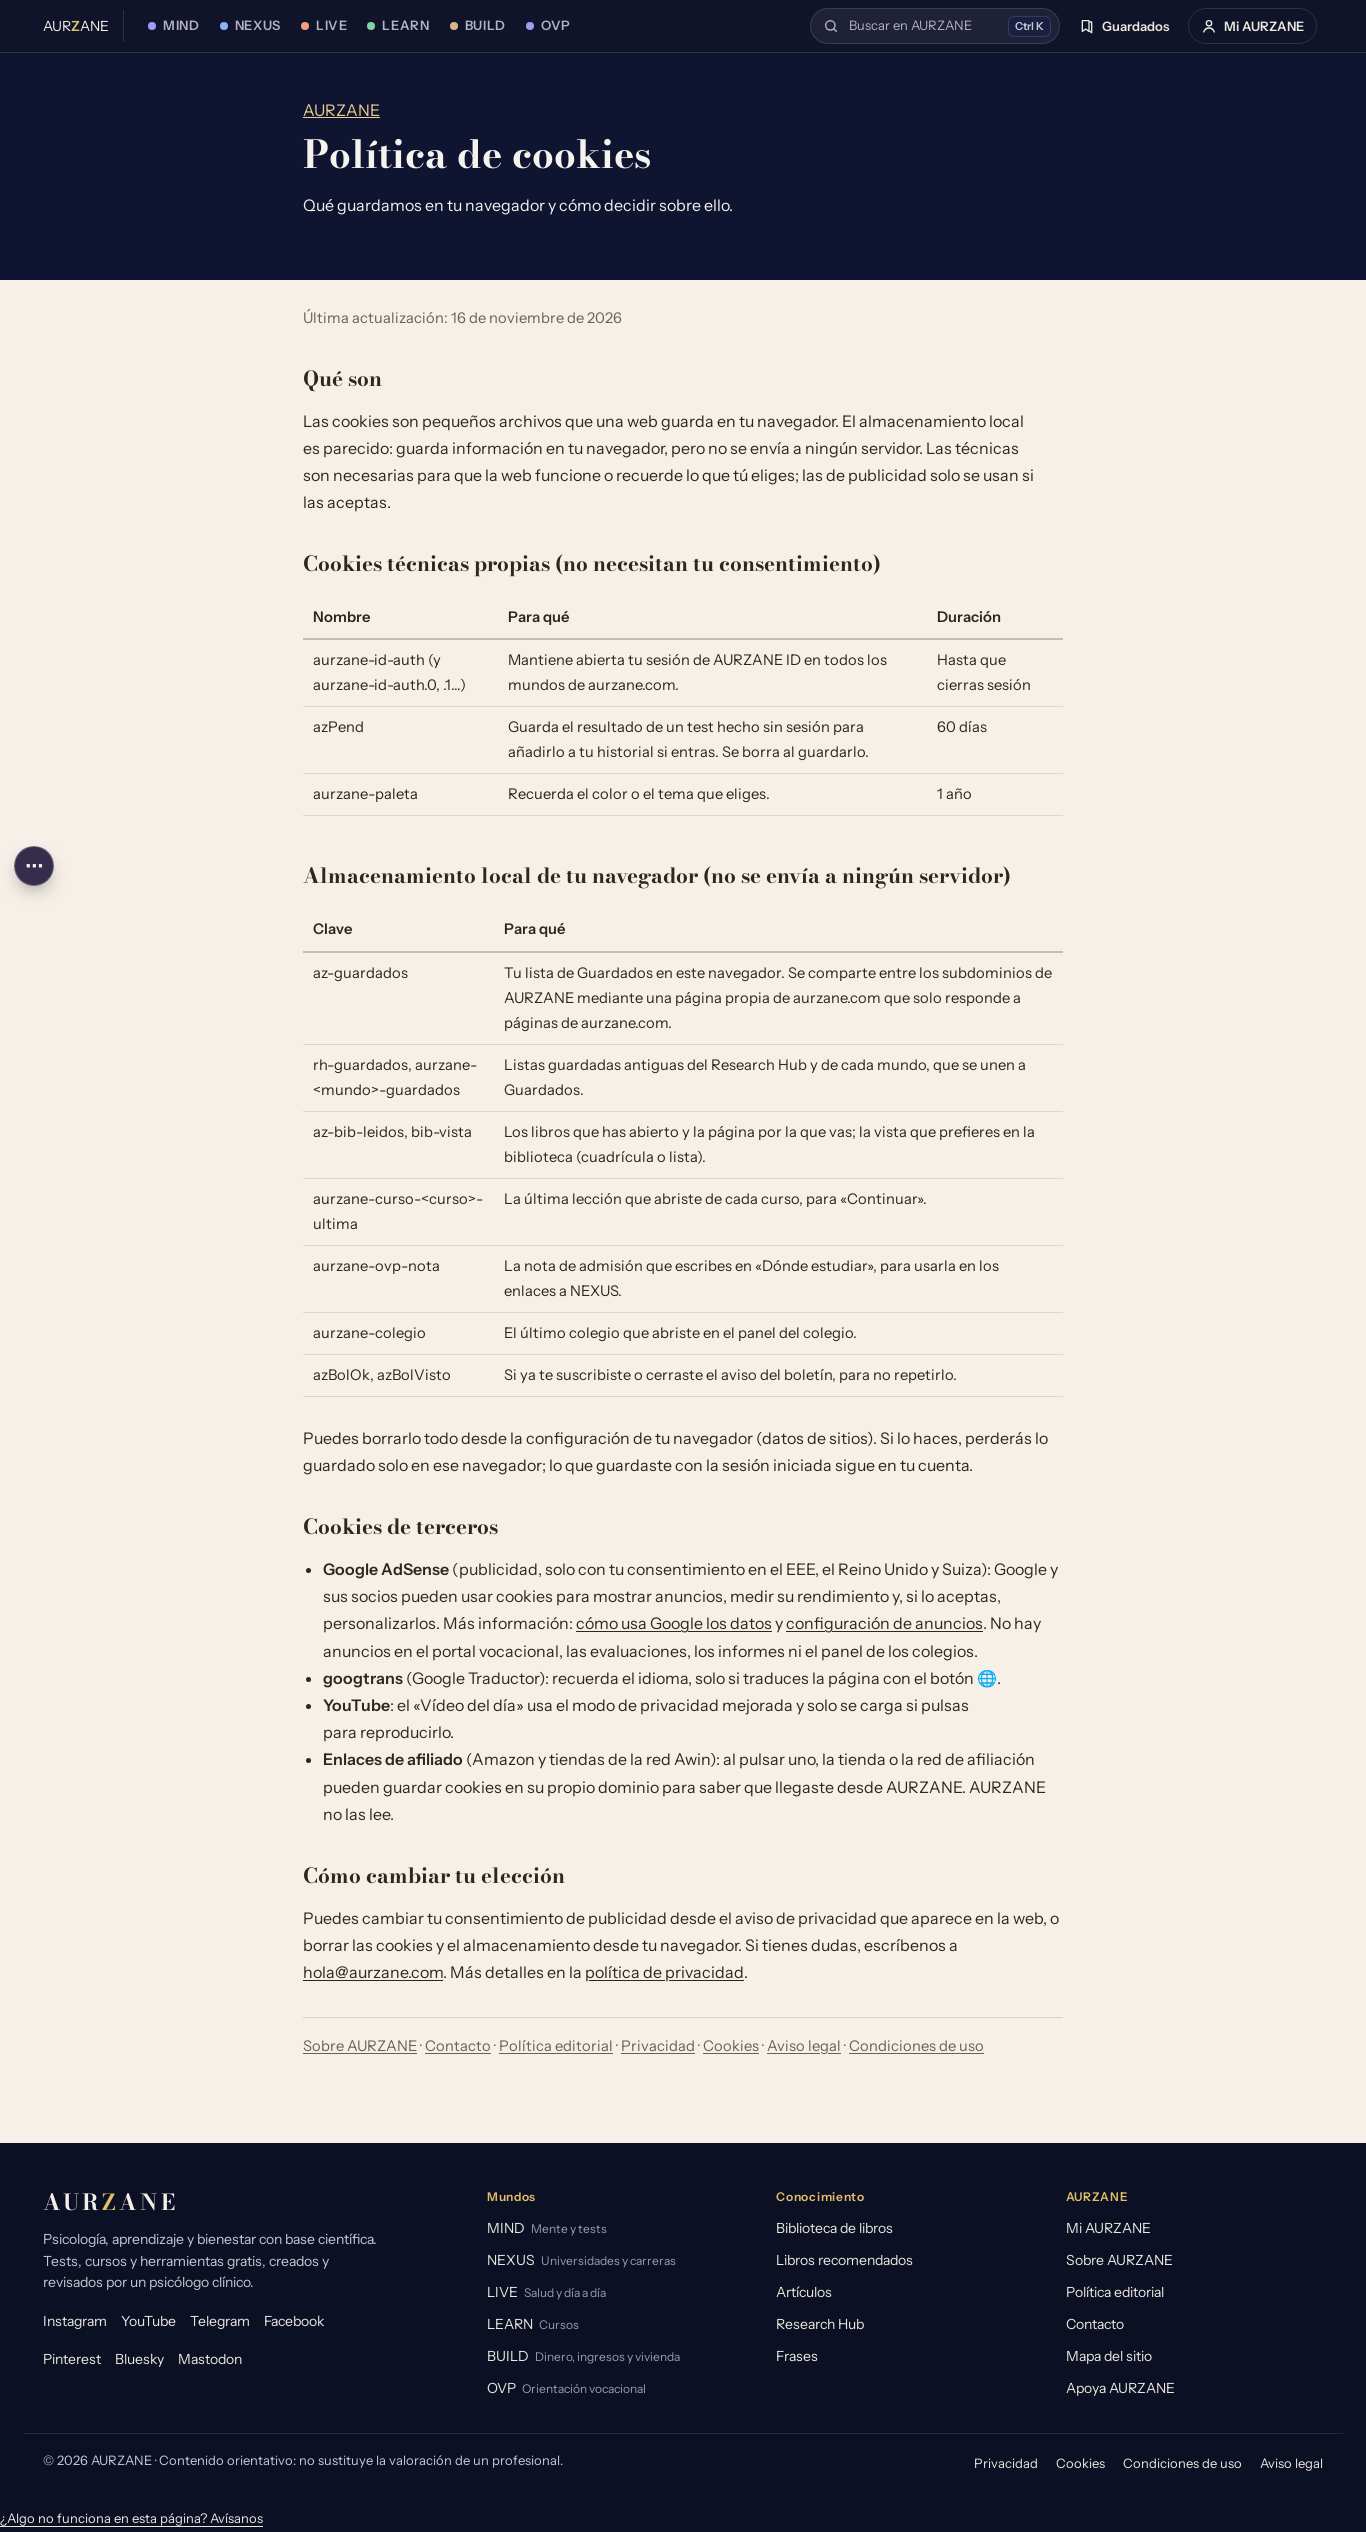 AURZANE
MIND NEXUS LIVE LEARN BUILD OVP
Buscar en AURZANE Ctrl K
Guardados
Mi AURZANE
AURZANE
Política de cookies
Qué guardamos en tu navegador y cómo decidir sobre ello.
Última actualización: 16 de noviembre de 2026
Qué son
Las cookies son pequeños archivos que una web guarda en tu navegador. El almacenamiento local
es parecido: guarda información en tu navegador, pero no se envía a ningún servidor. Las técnicas
son necesarias para que la web funcione o recuerde lo que tú eliges; las de publicidad solo se usan si
las aceptas.
Cookies técnicas propias (no necesitan tu consentimiento)
Nombre Para qué Duración
aurzane-id-auth (y Mantiene abierta tu sesión de AURZANE ID en todos los Hasta que
aurzane-id-auth.0, .1…) mundos de aurzane.com. cierras sesión
azPend Guarda el resultado de un test hecho sin sesión para 60 días
añadirlo a tu historial si entras. Se borra al guardarlo.
aurzane-paleta Recuerda el color o el tema que eliges. 1 año
Almacenamiento local de tu navegador (no se envía a ningún servidor)
Clave Para qué
az-guardados Tu lista de Guardados en este navegador. Se comparte entre los subdominios de
AURZANE mediante una página propia de aurzane.com que solo responde a
páginas de aurzane.com.
rh-guardados, aurzane- Listas guardadas antiguas del Research Hub y de cada mundo, que se unen a
<mundo>-guardados Guardados.
az-bib-leidos, bib-vista Los libros que has abierto y la página por la que vas; la vista que prefieres en la
biblioteca (cuadrícula o lista).
aurzane-curso-<curso>- La última lección que abriste de cada curso, para «Continuar».
ultima
aurzane-ovp-nota La nota de admisión que escribes en «Dónde estudiar», para usarla en los
enlaces a NEXUS.
aurzane-colegio El último colegio que abriste en el panel del colegio.
azBolOk, azBolVisto Si ya te suscribiste o cerraste el aviso del boletín, para no repetirlo.
Puedes borrarlo todo desde la configuración de tu navegador (datos de sitios). Si lo haces, perderás lo
guardado solo en ese navegador; lo que guardaste con la sesión iniciada sigue en tu cuenta.
Cookies de terceros
• Google AdSense (publicidad, solo con tu consentimiento en el EEE, el Reino Unido y Suiza): Google y
sus socios pueden usar cookies para mostrar anuncios, medir su rendimiento y, si lo aceptas,
personalizarlos. Más información: cómo usa Google los datos y configuración de anuncios. No hay
anuncios en el portal vocacional, las evaluaciones, los informes ni el panel de los colegios.
• googtrans (Google Traductor): recuerda el idioma, solo si traduces la página con el botón 🌐.
• YouTube: el «Vídeo del día» usa el modo de privacidad mejorada y solo se carga si pulsas
para reproducirlo.
• Enlaces de afiliado (Amazon y tiendas de la red Awin): al pulsar uno, la tienda o la red de afiliación
pueden guardar cookies en su propio dominio para saber que llegaste desde AURZANE. AURZANE
no las lee.
Cómo cambiar tu elección
Puedes cambiar tu consentimiento de publicidad desde el aviso de privacidad que aparece en la web, o
borrar las cookies y el almacenamiento desde tu navegador. Si tienes dudas, escríbenos a
hola@aurzane.com. Más detalles en la política de privacidad.
Sobre AURZANE · Contacto · Política editorial · Privacidad · Cookies · Aviso legal · Condiciones de uso
AURZANE
Psicología, aprendizaje y bienestar con base científica.
Tests, cursos y herramientas gratis, creados y
revisados por un psicólogo clínico.
Instagram YouTube Telegram Facebook
Pinterest Bluesky Mastodon
Mundos
MIND Mente y tests
NEXUS Universidades y carreras
LIVE Salud y día a día
LEARN Cursos
BUILD Dinero, ingresos y vivienda
OVP Orientación vocacional
Conocimiento
Biblioteca de libros
Libros recomendados
Artículos
Research Hub
Frases
AURZANE
Mi AURZANE
Sobre AURZANE
Política editorial
Contacto
Mapa del sitio
Apoya AURZANE
© 2026 AURZANE · Contenido orientativo: no sustituye la valoración de un profesional.
Privacidad Cookies Condiciones de uso Aviso legal
¿Algo no funciona en esta página? Avísanos